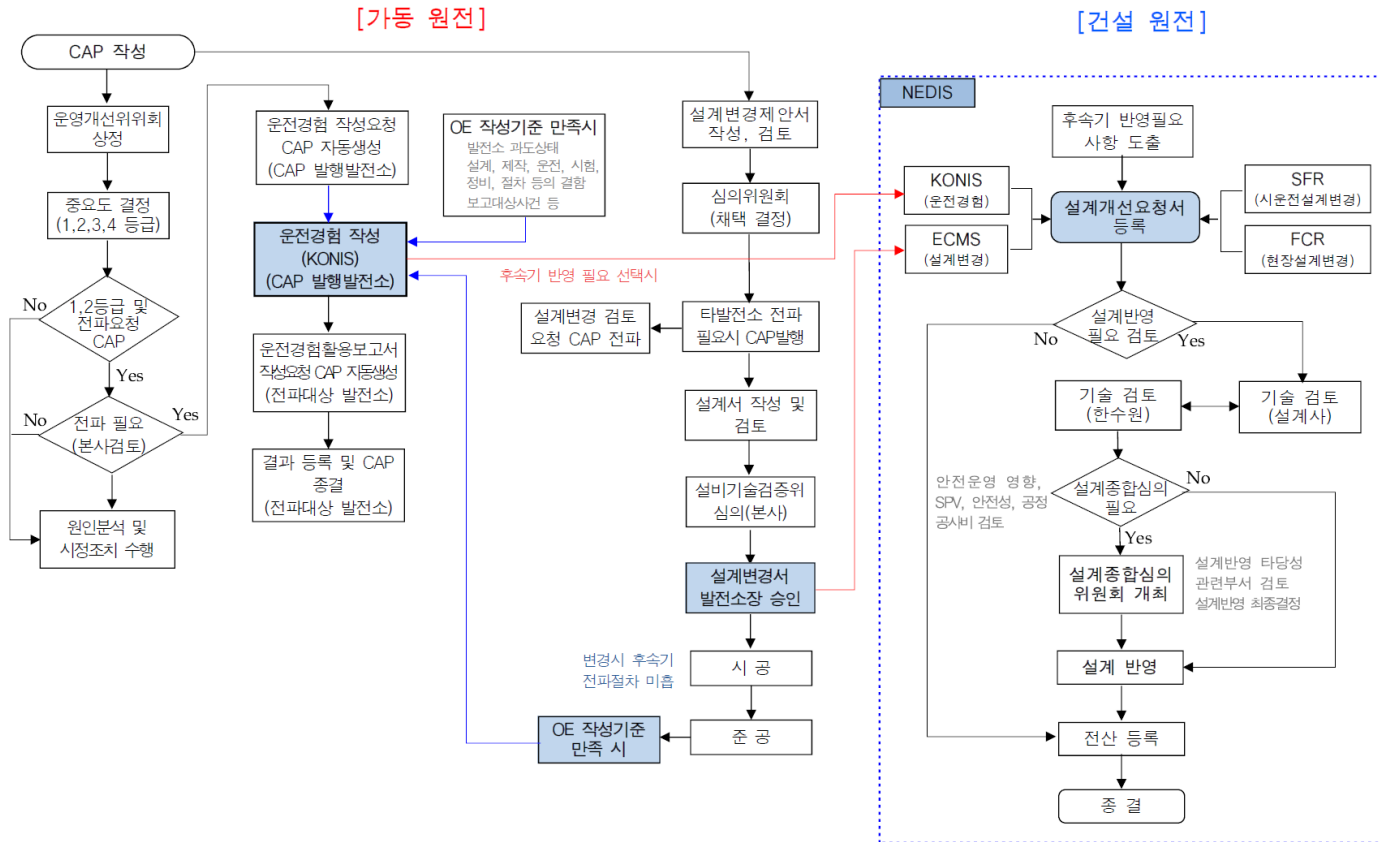 [가동 원전]
[건설 원전]
CAP 작성
운영개선위위회
상정
중요도 결정
(1,2,3,4 등급)
No
1,2등급 및
전파요청
CAP
Yes
No
전파 필요
(본사검토)
Yes
원인분석 및
시정조치 수행
운전경험 작성요청
CAP 자동생성
(CAP 발행발전소)
OE 작성기준 만족시
발전소 과도상태
설계, 제작, 운전, 시험,
정비, 절차 등의 결함
보고대상사건 등
운전경험 작성
(KONIS)
(CAP 발행발전소)
후속기 반영 필요 선택시
운전경험활용보고서
작성요청 CAP 자동생성
(전파대상 발전소)
결과 등록 및 CAP
종결
(전파대상 발전소)
설계변경제안서
작성, 검토
심의위원회
(채택 결정)
설계변경 검토
요청 CAP 전파
타발전소 전파
필요시 CAP발행
설계서 작성 및
검토
설비기술검증위
심의(본사)
설계변경서
발전소장 승인
변경시 후속기
전파절차 미흡
시 공
OE 작성기준
만족 시
준 공
NEDIS
후속기 반영필요
사항 도출
KONIS
(운전경험)
ECMS
(설계변경)
설계개선요청서
등록
SFR
(시운전설계변경)
FCR
(현장설계변경)
설계반영
필요 검토
No
Yes
기술 검토
(한수원)
기술 검토
(설계사)
안전운영 영향,
SPV, 안전성, 공정
공사비 검토
설계종합심의
필요
No
Yes
설계종합심의
위원회 개최
설계반영 타당성
관련부서 검토
설계반영 최종결정
설계 반영
전산 등록
종 결